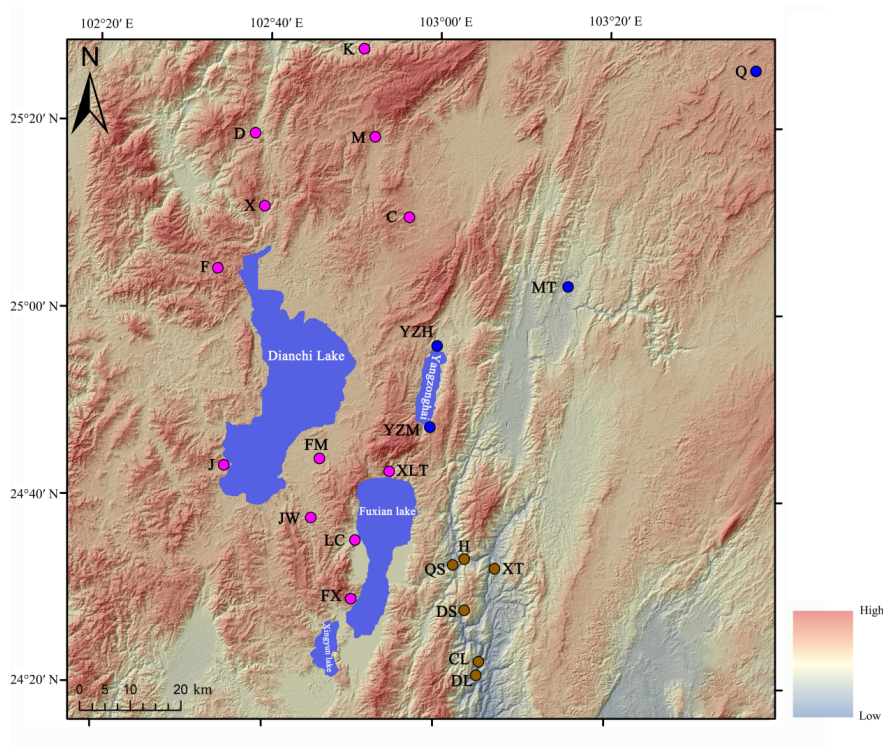 102°20′ E
102°40′ E
103°00′ E
103°20′ E
N
K
Q
25°20′ N
D
M
X
C
F
MT
25°00′ N
YZH
Dianchi Lake
Yangzonghai
YZM
FM
J
XLT
24°40′ N
Fuxian lake
JW
LC
H
QS
XT
FX
DS
High
Xingyun lake
CL
DL
24°20′ N
0 5 10 20 km
Low